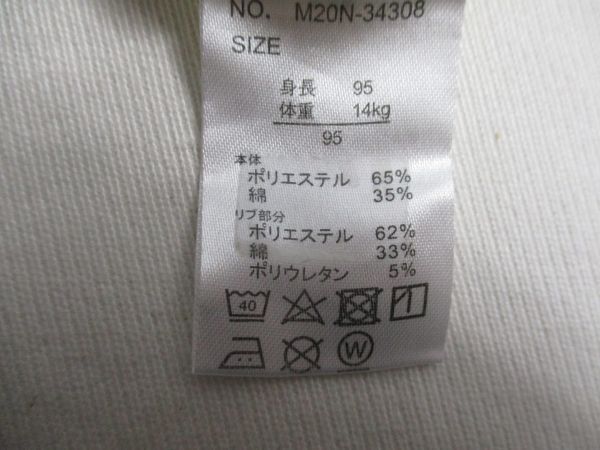 NO. M20N-34308
SIZE
身長 95
体重 14kg
95
本体
ポリエステル 65%
綿 35%
リブ部分
ポリエステル 62%
綿 33%
ポリウレタン 5%
40
W